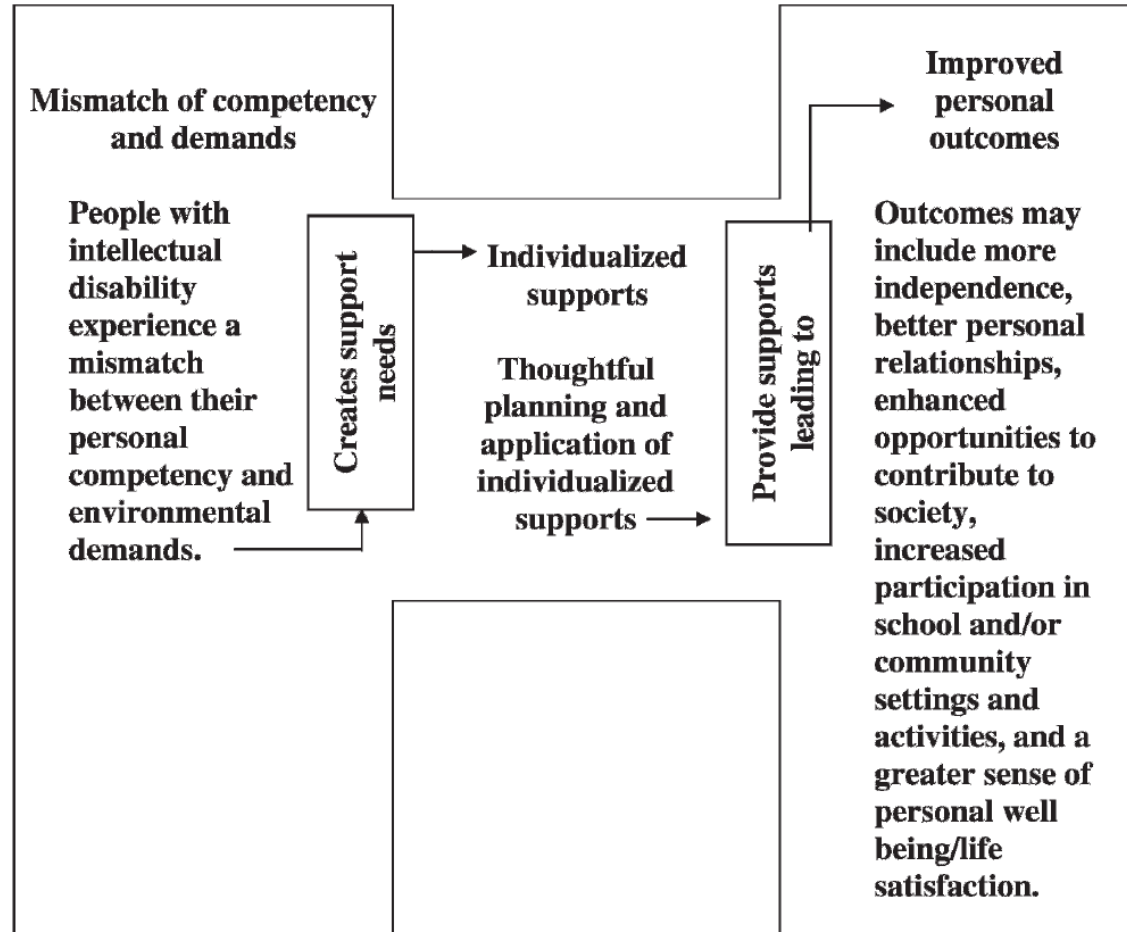 Mismatch of competency
and demands
People with
intellectual
disability
experience a
mismatch
between their
personal
competency and
environmental
demands.
Creates support
needs
Individualized
supports
Thoughtful
planning and
application of
individualized
supports
Provide supports
leading to
Improved
personal
outcomes
Outcomes may
include more
independence,
better personal
relationships,
enhanced
opportunities to
contribute to
society,
increased
participation in
school and/or
community
settings and
activities, and a
greater sense of
personal well
being/life
satisfaction.